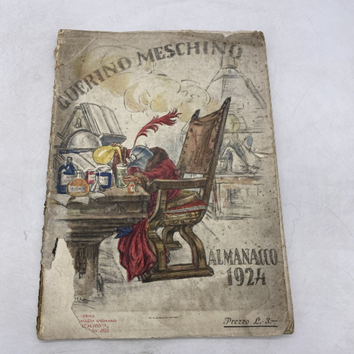 GUERINO MESCHINO
ALMANACCO
1924
Prezzo L. 3.-